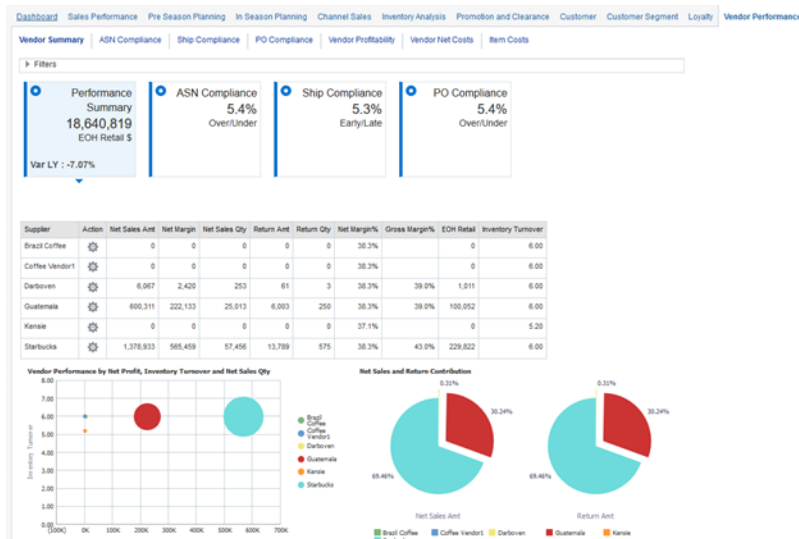 Dashboard Sales Performance Pre Season Planning In Season Planning Channel Sales Inventory Analysis Promotion and Clearance Customer Customer Segment Loyalty Vendor Performance
Vendor Summary ASN Compliance Ship Compliance PO Compliance Vendor Profitability Vendor Net Costs Item Costs
Filters
Performance Summary
18,640,819
EOH Retail $
Var LY : -7.07%
ASN Compliance
5.4%
Over/Under
Ship Compliance
5.3%
Early/Late
PO Compliance
5.4%
Over/Under
Supplier Action Net Sales Amt Net Margin Net Sales Qty Return Amt Return Qty Net Margin% Gross Margin% EOH Retail Inventory Turnover
Brazil Coffee 0 0 0 0 0 38.3% 0 6.00
Coffee Vendor1 0 0 0 0 0 38.3% 0 6.00
Darboven 6,067 2,420 253 61 3 38.3% 39.0% 1,011 6.00
Guatemala 600,311 222,133 25,013 6,003 250 38.3% 39.0% 100,052 6.00
Kensie 0 0 0 0 0 37.1% 0 5.20
Starbucks 1,378,933 565,459 57,456 13,789 575 38.3% 43.0% 229,822 6.00
Vendor Performance by Net Profit, Inventory Turnover and Net Sales Qty
8.00
7.00
6.00
5.00
4.00
3.00
2.00
1.00
0.00
Inventory Turnover
(100K) 0K 100K 200K 300K 400K 500K 600K 700K
Brazil Coffee
Coffee Vendor1
Darboven
Guatemala
Kensie
Starbucks
Net Sales and Return Contribution
0.31%
30.24%
69.46%
Net Sales Amt
0.31%
30.24%
69.46%
Return Amt
Brazil Coffee Coffee Vendor1 Darboven Guatemala Kensie